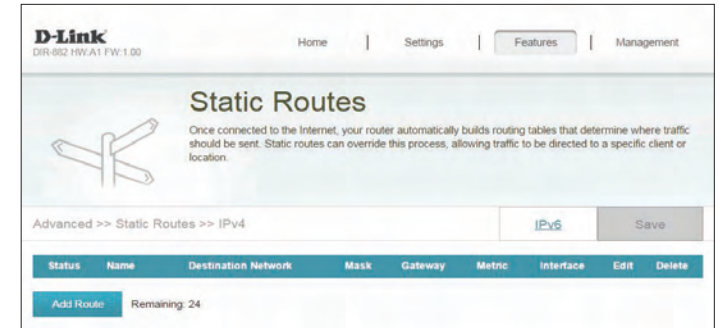 D-Link
DIR-882 HW:A1 FW:1.00
Home | Settings | Features | Management
Static Routes
Once connected to the Internet, your router automatically builds routing tables that determine where traffic
should be sent. Static routes can override this process, allowing traffic to be directed to a specific client or
location.
Advanced >> Static Routes >> IPv4 IPv6 Save
Status Name Destination Network Mask Gateway Metric Interface Edit Delete
Add Route Remaining: 24